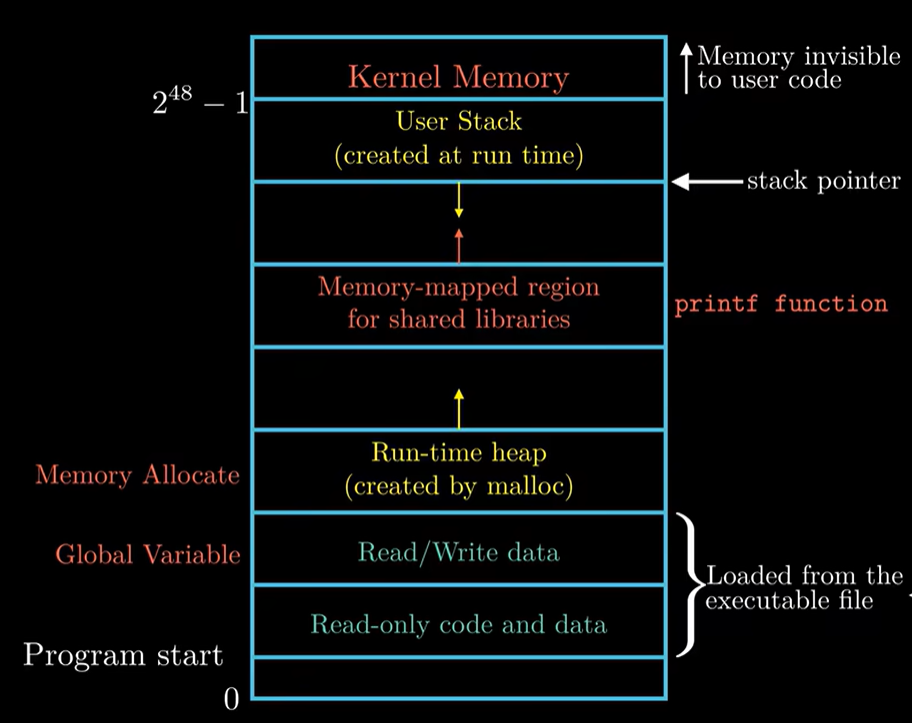 Kernel Memory
Memory invisible
to user code
2^48 − 1
User Stack
(created at run time)
stack pointer
Memory-mapped region
for shared libraries
printf function
Run-time heap
(created by malloc)
Memory Allocate
Read/Write data
Global Variable
Loaded from the
executable file
Read-only code and data
Program start
0